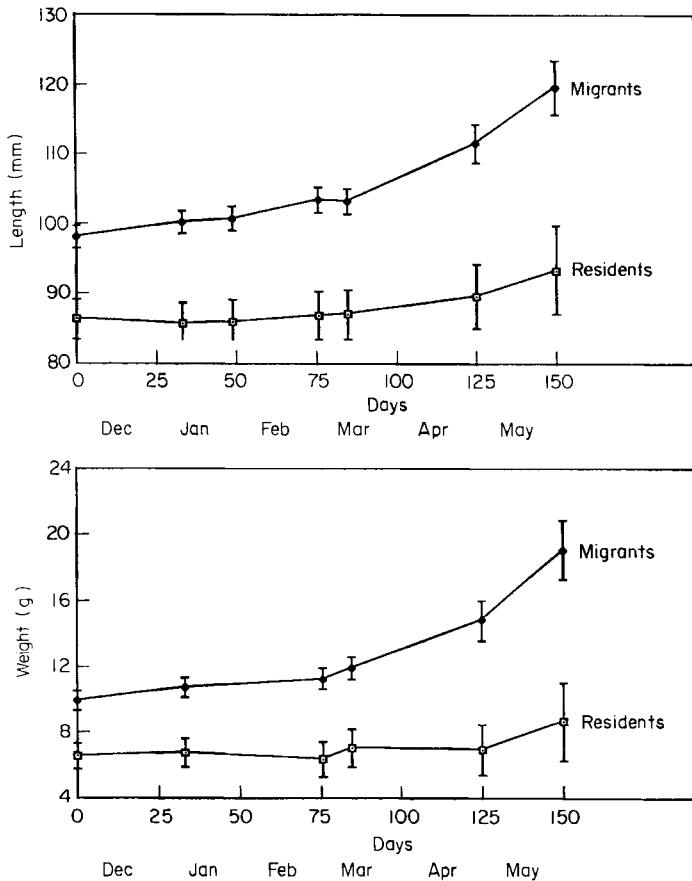 130
120
Migrants
110
Length (mm)
100
Residents
90
80
0 25 50 75 100 125 150
Days
Dec Jan Feb Mar Apr May
24
20
Migrants
16
Weight (g)
12
Residents
8
4
0 25 50 75 100 125 150
Days
Dec Jan Feb Mar Apr May